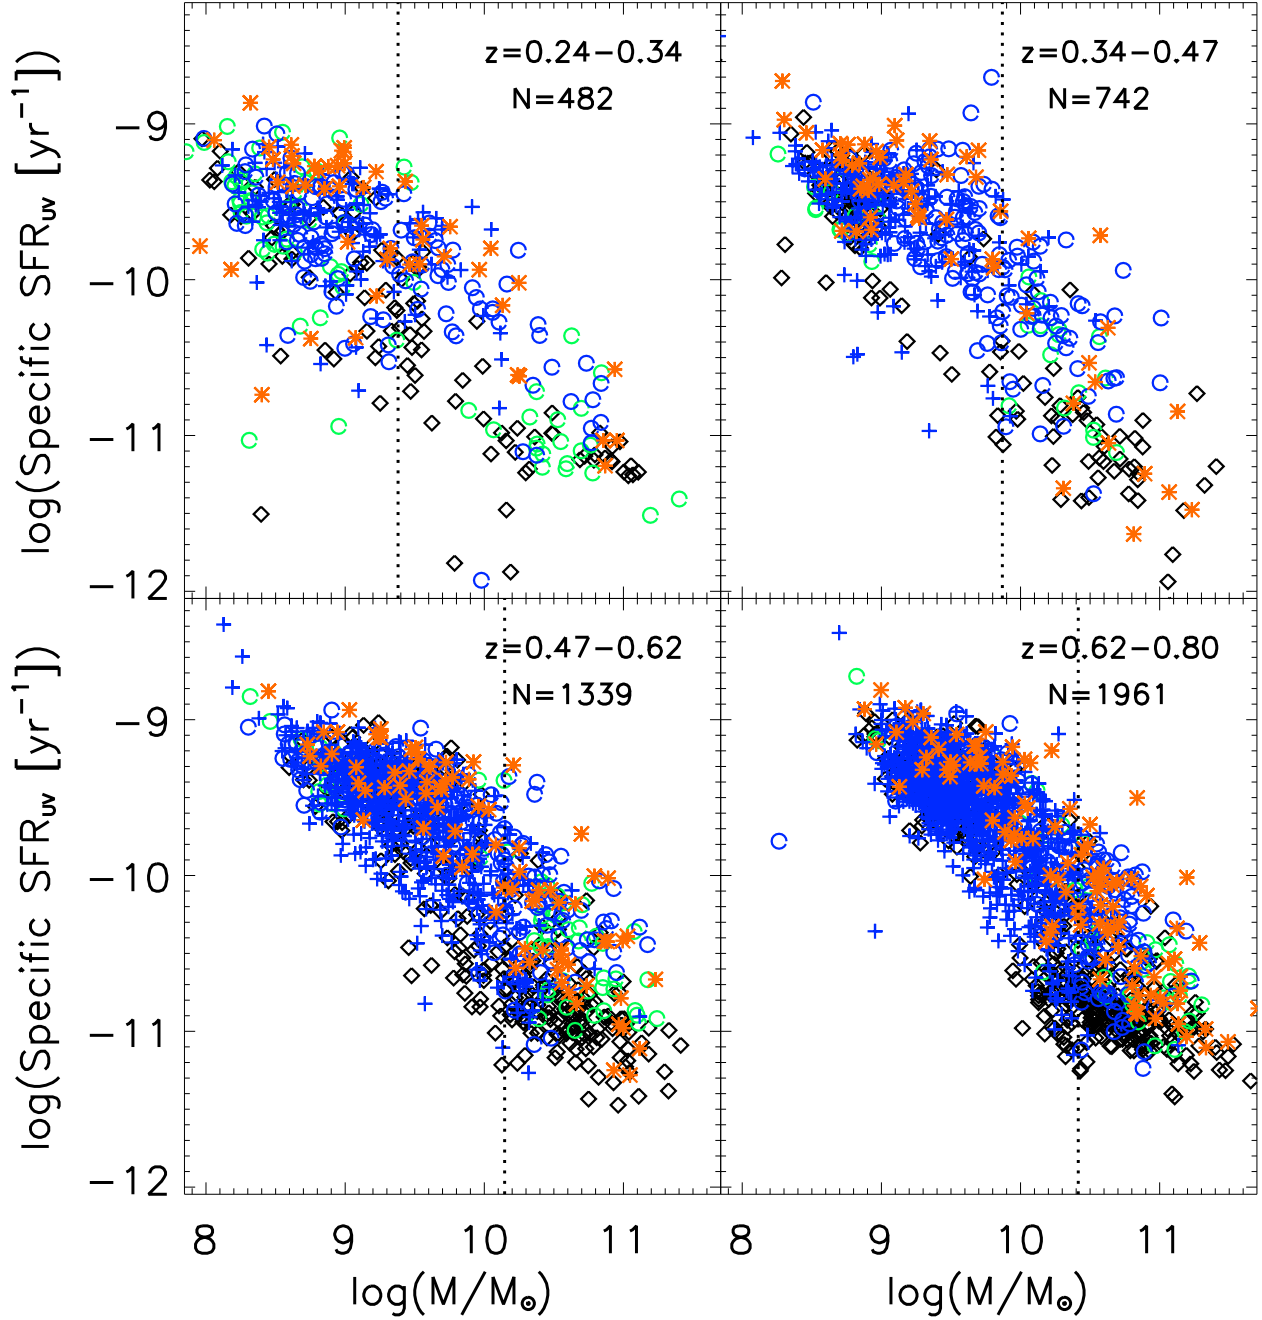 z=0.24−0.34
N=482
z=0.34−0.47
N=742
log(Specific SFRuv [yr−1])
−9
−10
−11
−12
z=0.47−0.62
N=1339
z=0.62−0.80
N=1961
log(Specific SFRuv [yr−1])
−9
−10
−11
−12
8 9 10 11
8 9 10 11
log(M/M⊙)
log(M/M⊙)